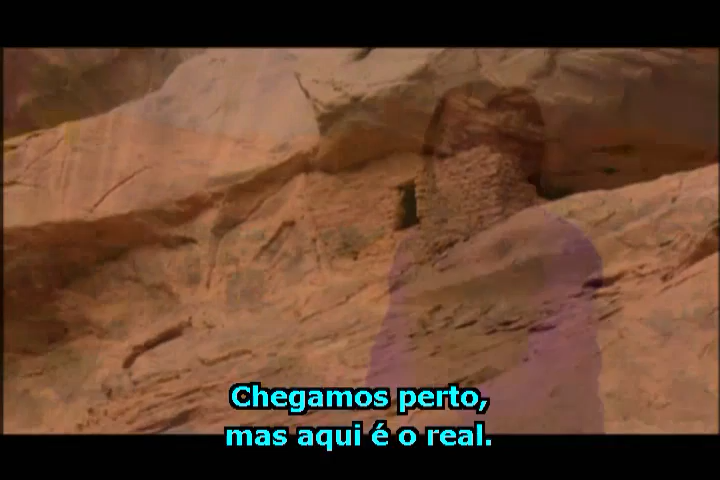 Chegamos perto,
mas aqui é o real.